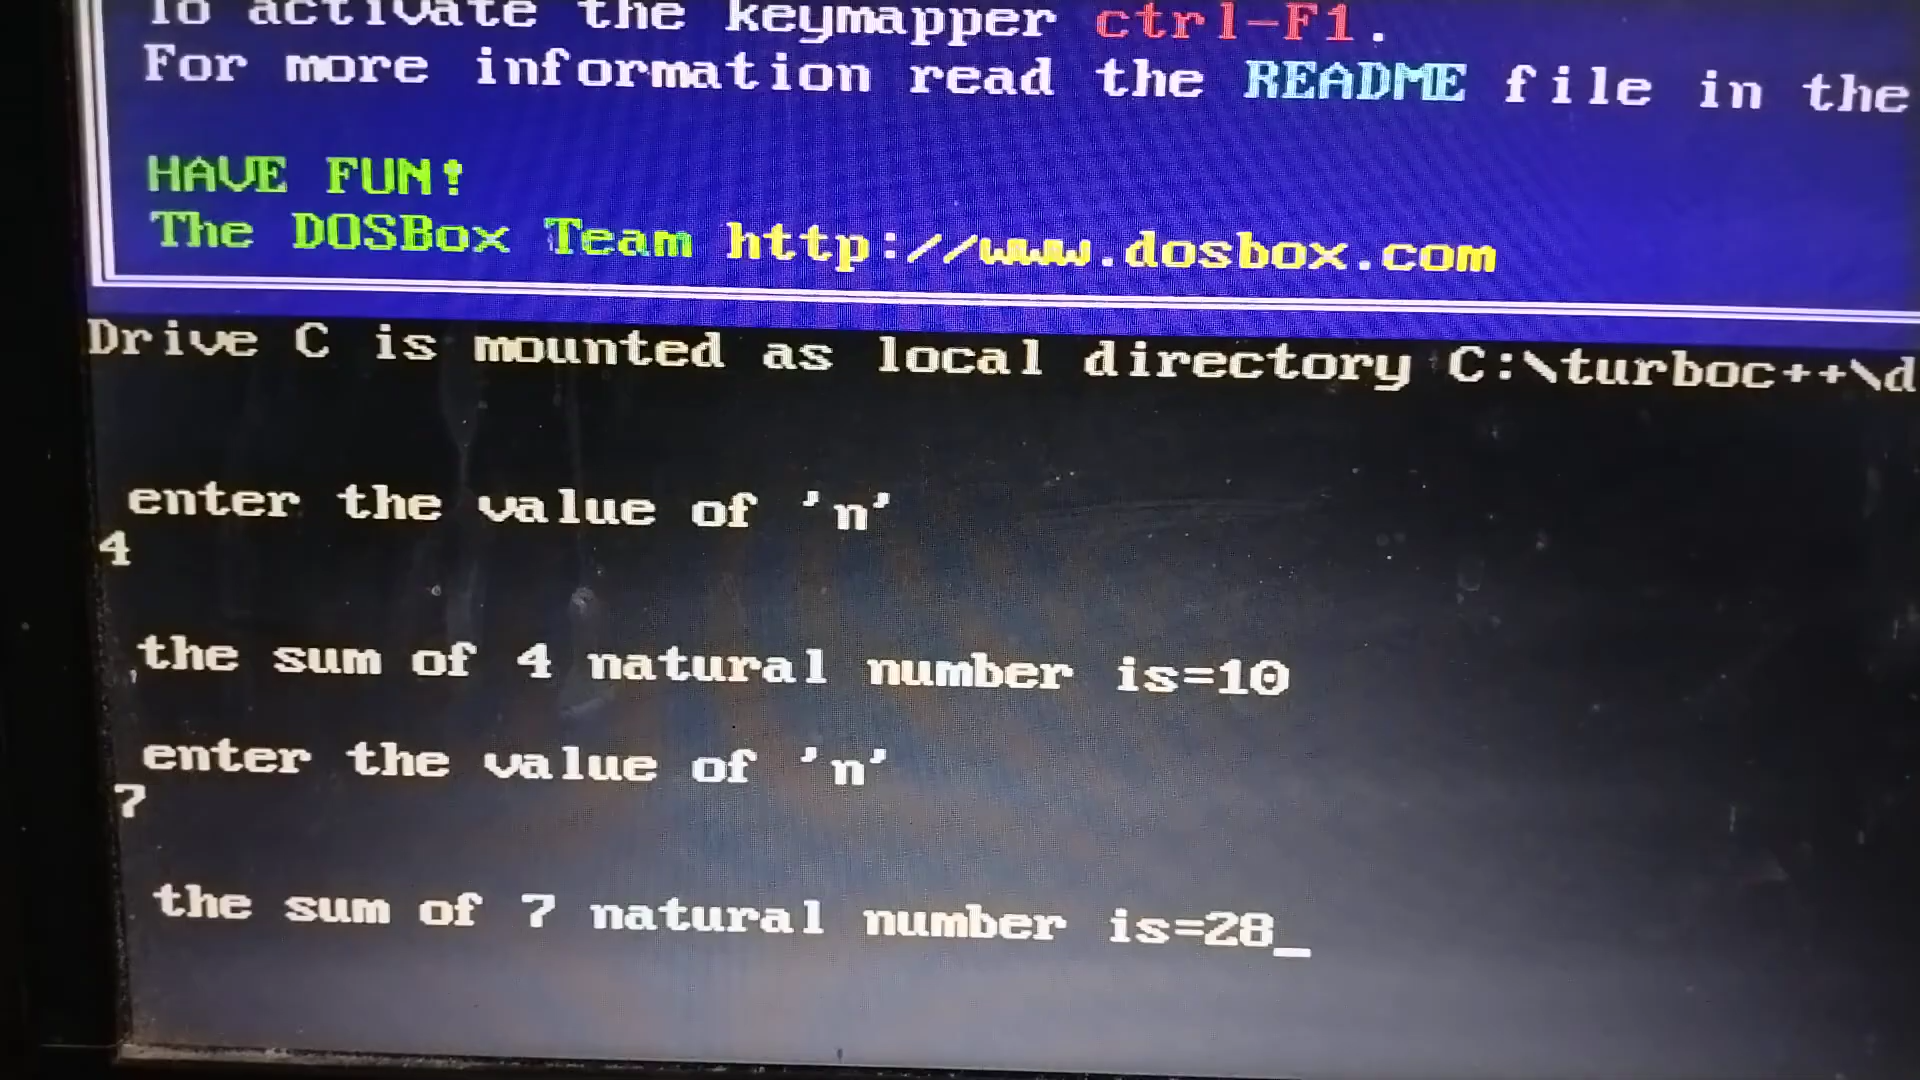 To activate the keymapper ctrl-F1.
For more information read the README file in the
HAVE FUN!
The DOSBox Team http://www.dosbox.com
Drive C is mounted as local directory C:\turboc++\d
enter the value of 'n'
4
the sum of 4 natural number is=10
enter the value of 'n'
7
the sum of 7 natural number is=28_